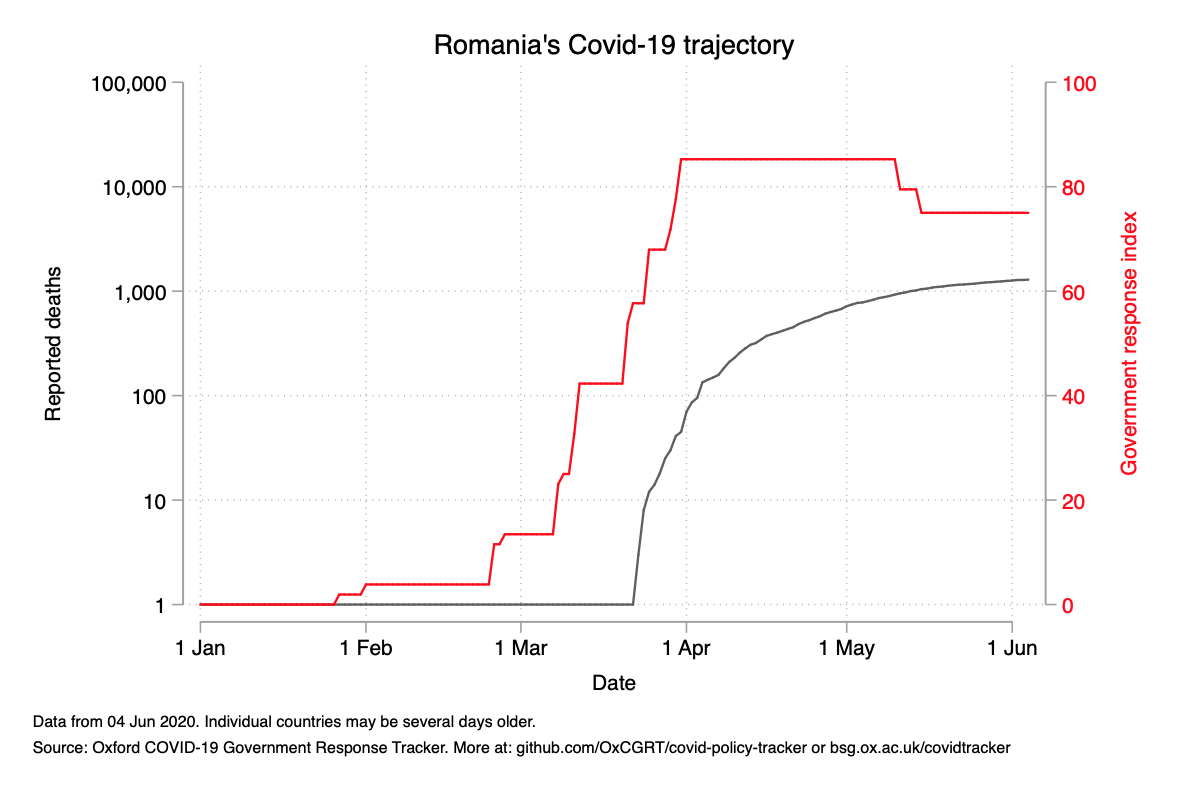 Romania's Covid-19 trajectory
100,000
10,000
1,000
100
10
1
Reported deaths
100
80
60
40
20
0
Government response index
1 Jan
1 Feb
1 Mar
1 Apr
1 May
1 Jun
Date
Data from 04 Jun 2020. Individual countries may be several days older.
Source: Oxford COVID-19 Government Response Tracker. More at: github.com/OxCGRT/covid-policy-tracker or bsg.ox.ac.uk/covidtracker